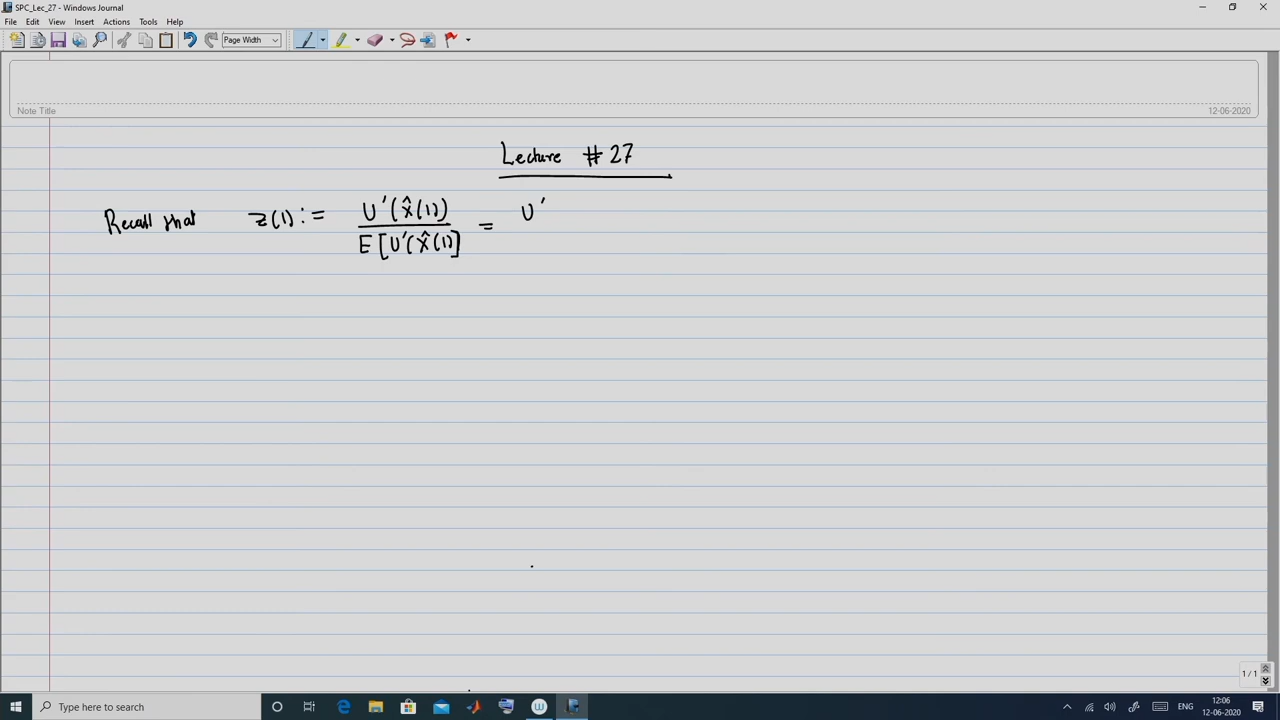 SPC_Lec_27 - Windows Journal
File Edit View Insert Actions Tools Help
Page Width
Note Title
12-06-2020
Lecture # 27
Recall that z(1) := U'(X̂(1)) / E[U'(X̂(1)] = U'
1/1
Type here to search
ENG
12:06
12-06-2020